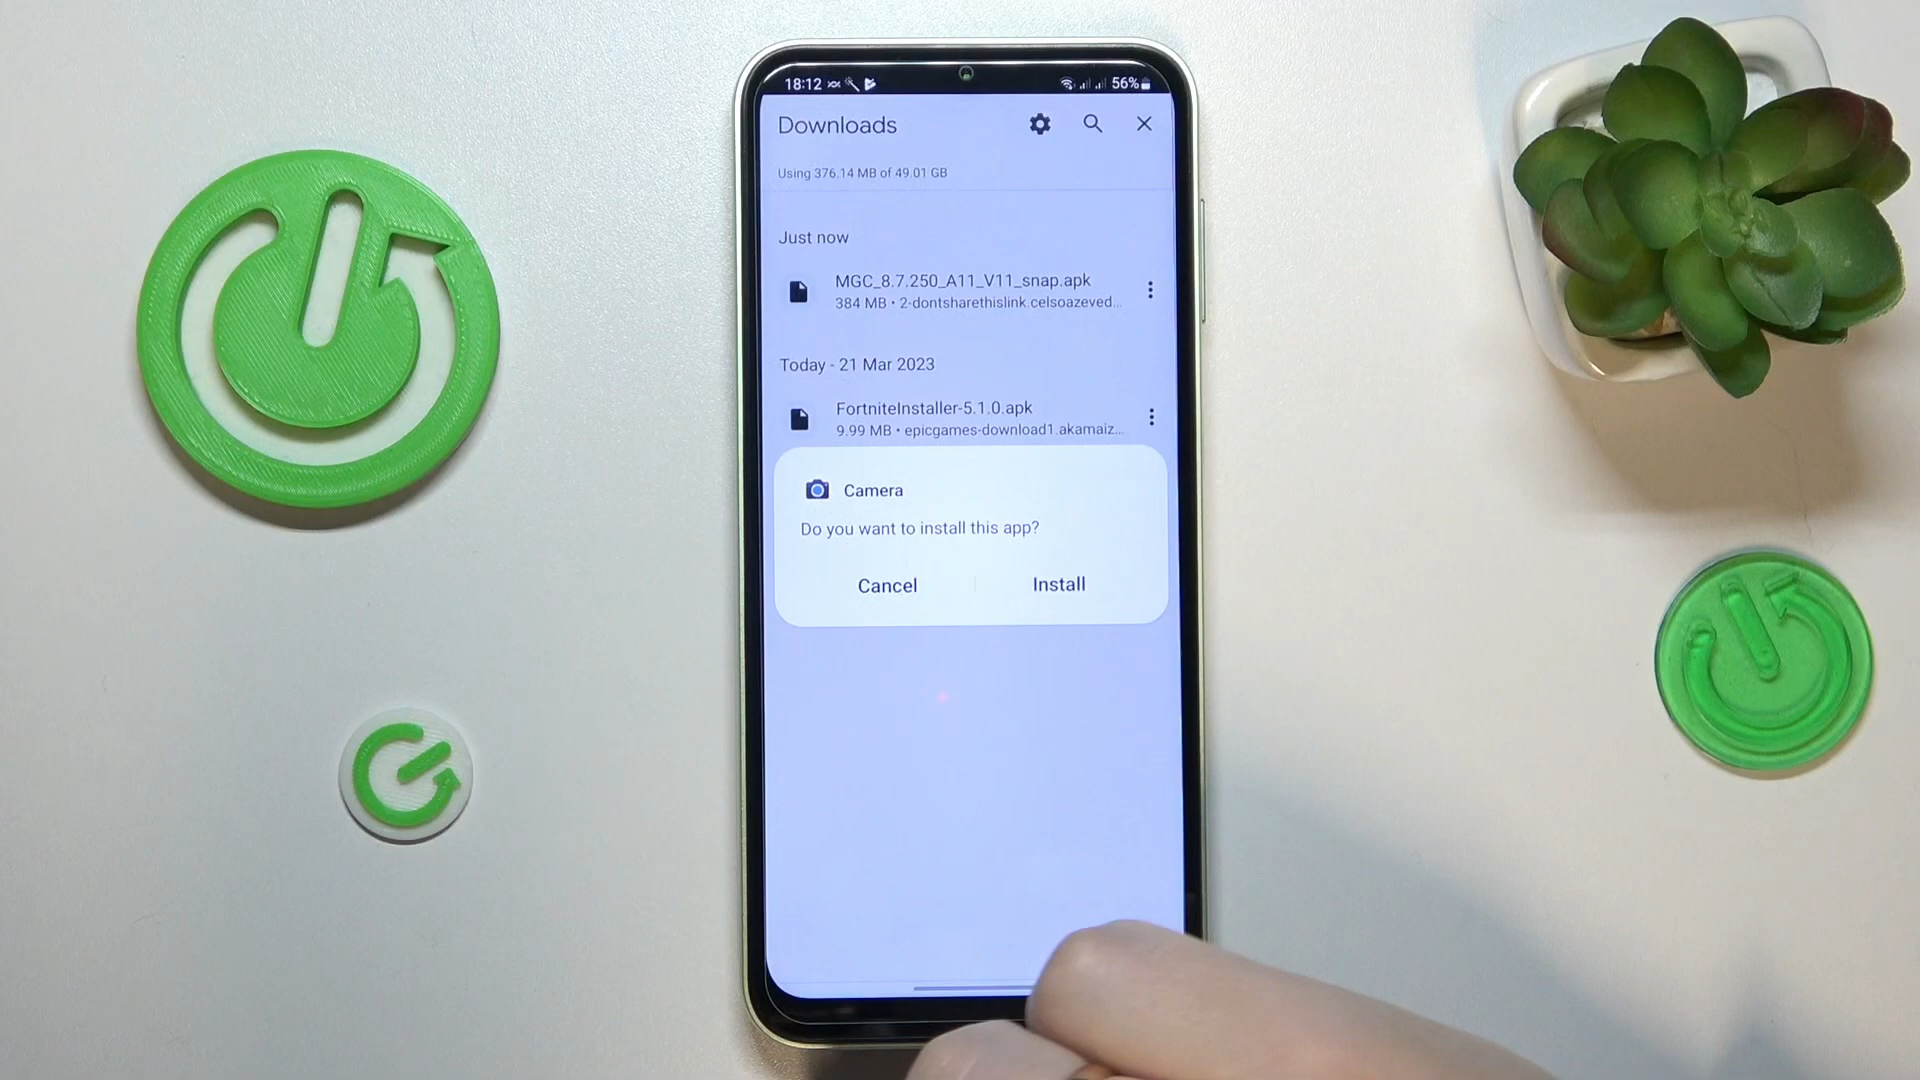 18:12 56%
Downloads
Using 376.14 MB of 49.01 GB
Just now
MGC_8.7.250_A11_V11_snap.apk
384 MB • 2-dontsharethislink.celsoazeved...
Today - 21 Mar 2023
FortniteInstaller-5.1.0.apk
9.99 MB • epicgames-download1.akamaiz...
Camera
Do you want to install this app?
Cancel Install